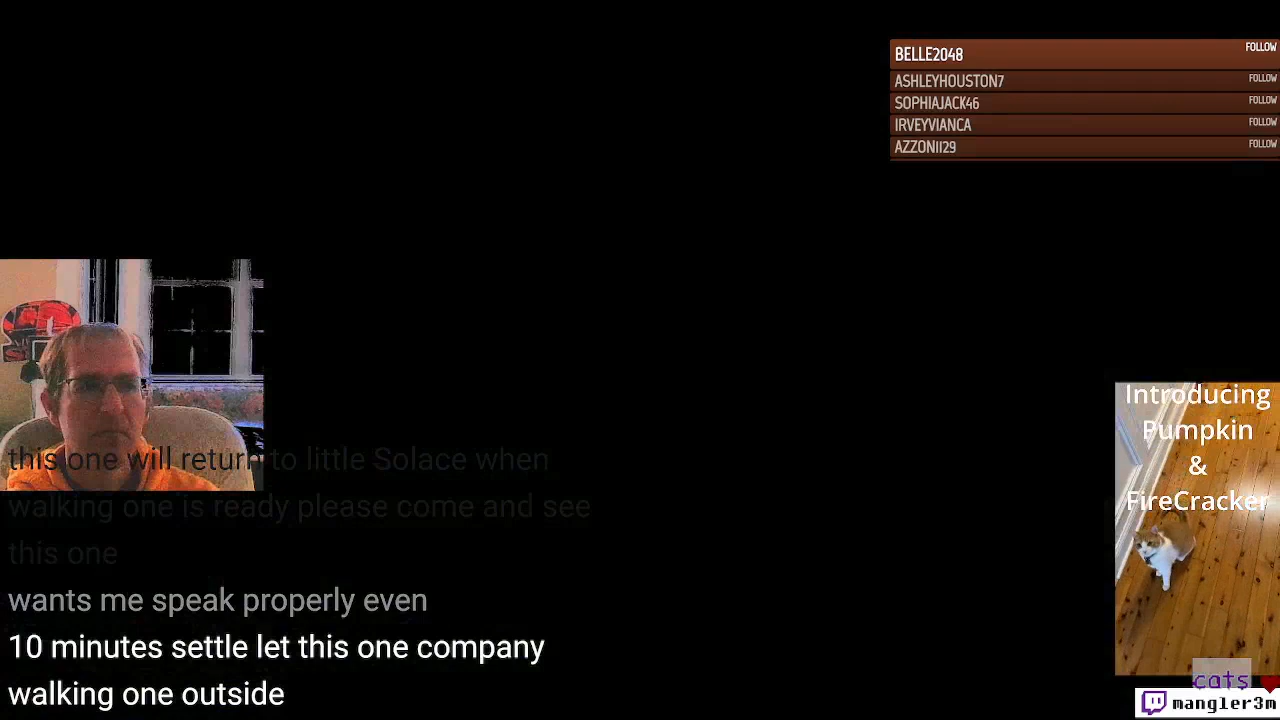 BELLE2048 FOLLOW
ASHLEYHOUSTON7 FOLLOW
SOPHIAJACK46 FOLLOW
IRVEYVIANCA FOLLOW
AZZON1129 FOLLOW
Introducing
Pumpkin
&
FireCracker
this one will return to little Solace when
walking one is ready please come and see
this one
wants me speak properly even
10 minutes settle let this one company
walking one outside
cats
mangler3m